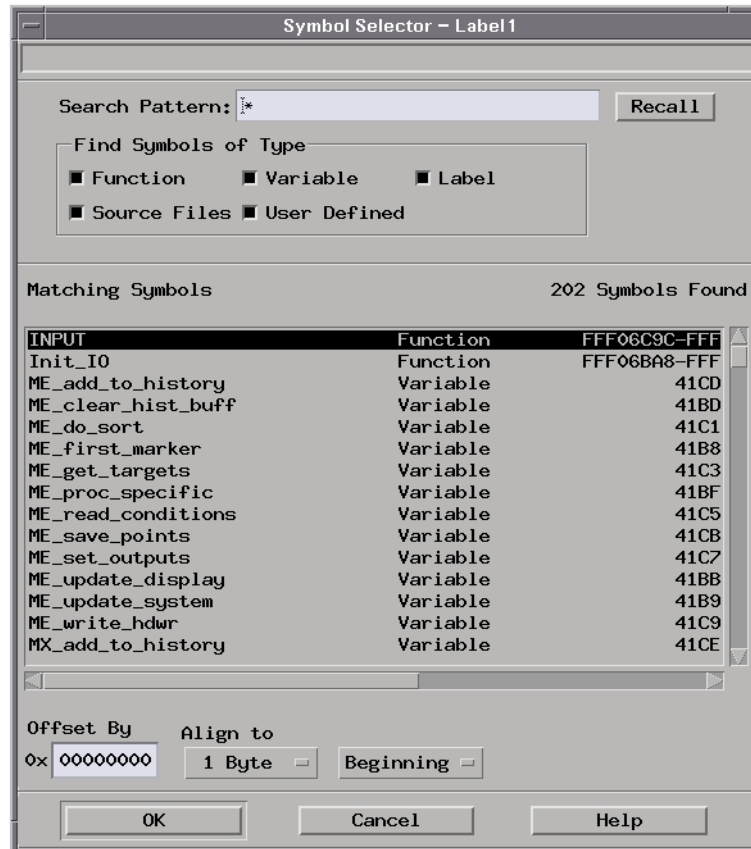 Symbol Selector – Label1
Search Pattern: *
Recall
Find Symbols of Type
Function Variable Label
Source Files User Defined
Matching Symbols 202 Symbols Found
INPUT Function FFF06C9C-FFF
Init_IO Function FFF06BA8-FFF
ME_add_to_history Variable 41CD
ME_clear_hist_buff Variable 41BD
ME_do_sort Variable 41C1
ME_first_marker Variable 41B8
ME_get_targets Variable 41C3
ME_proc_specific Variable 41BF
ME_read_conditions Variable 41C5
ME_save_points Variable 41CB
ME_set_outputs Variable 41C7
ME_update_display Variable 41BB
ME_update_system Variable 41B9
ME_write_hdwr Variable 41C9
MX_add_to_history Variable 41CE
Offset By Align to
0x 00000000 1 Byte Beginning
OK Cancel Help